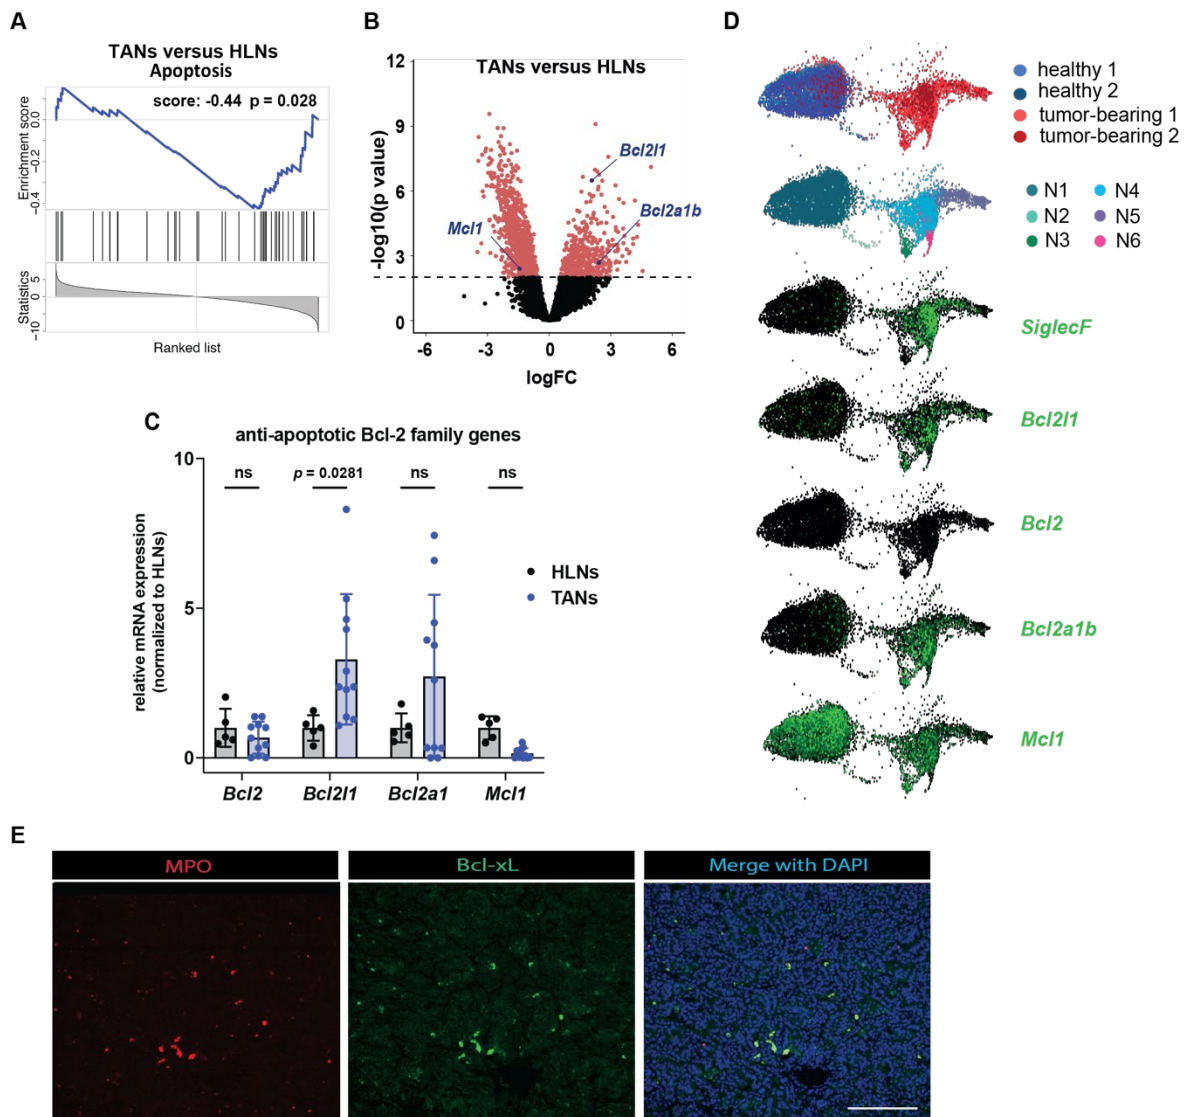 A
TANs versus HLNs
Apoptosis
score: -0.44 p = 0.028
Enrichment score
0.0
−0.2
−0.4
Statistics
5
0
−10
Ranked list
B
TANs versus HLNs
12
9
6
3
0
-log10(p value)
Bcl2l1
Bcl2a1b
Mcl1
-6
-3
0
3
6
logFC
C
anti-apoptotic Bcl-2 family genes
10
5
0
relative mRNA expression
(normalized to HLNs)
ns
p = 0.0281
ns
ns
HLNs
TANs
Bcl2
Bcl2l1
Bcl2a1
Mcl1
D
healthy 1
healthy 2
tumor-bearing 1
tumor-bearing 2
N1
N4
N2
N5
N3
N6
SiglecF
Bcl2l1
Bcl2
Bcl2a1b
Mcl1
E
MPO
Bcl-xL
Merge with DAPI